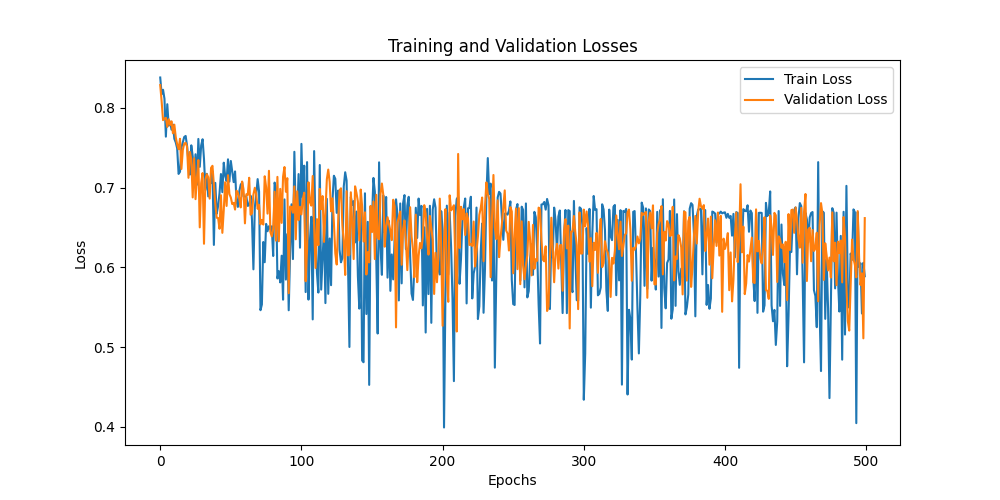 Training and Validation Losses
Train Loss
Validation Loss
Loss
0.8
0.7
0.6
0.5
0.4
0 100 200 300 400 500
Epochs